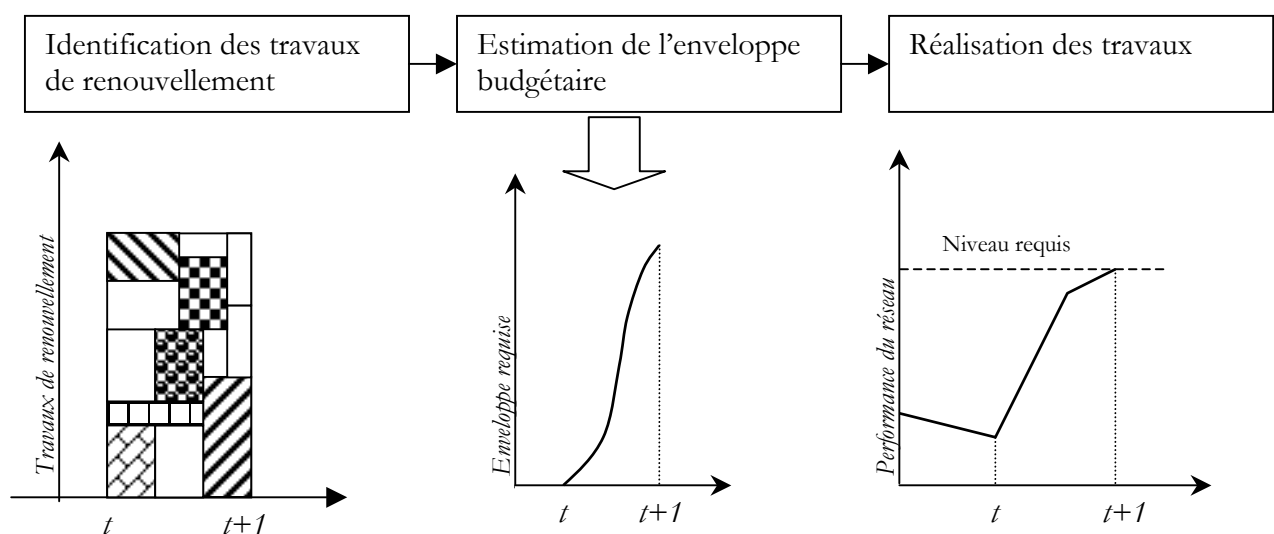 Identification des travaux
de renouvellement
Estimation de l’enveloppe
budgétaire
Réalisation des travaux
Travaux de renouvellement
t
t+1
Enveloppe requise
t
t+1
Niveau requis
Performance du réseau
t
t+1